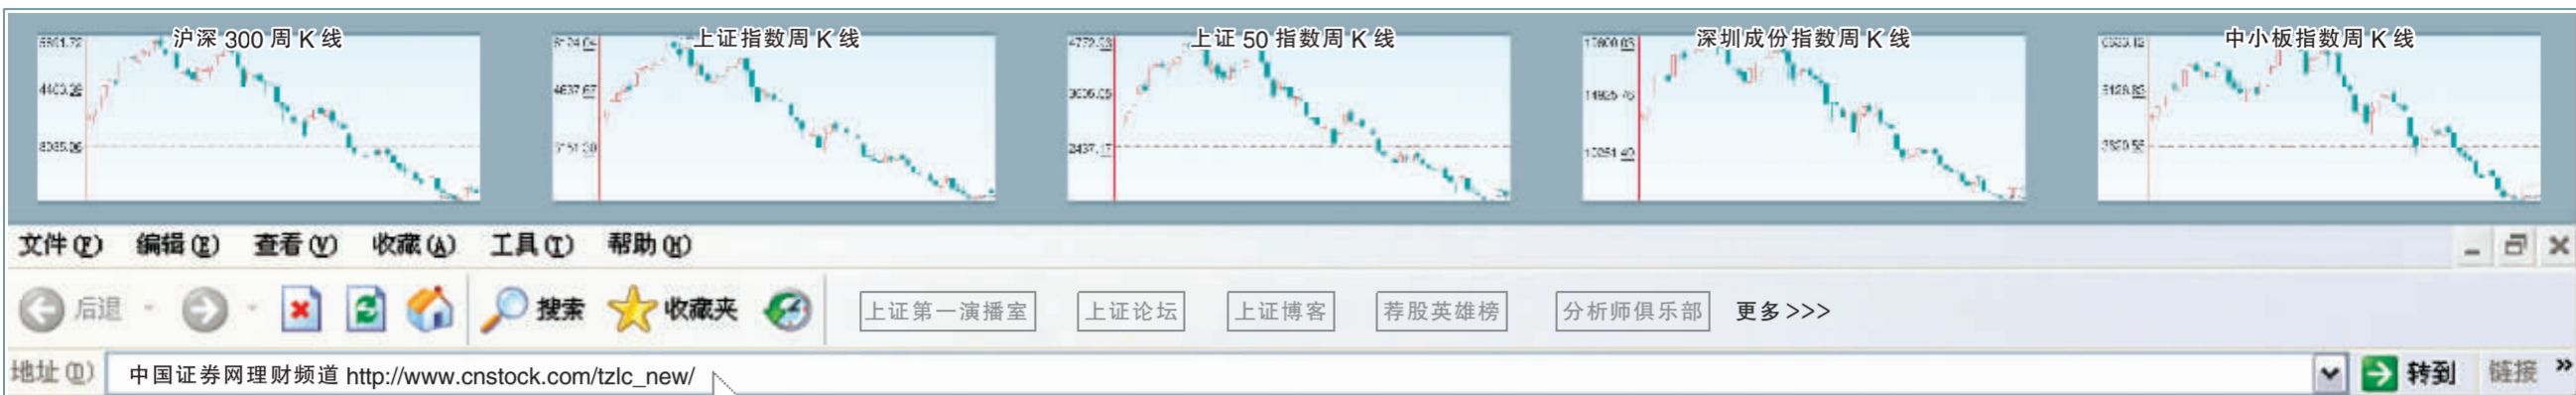 沪深 300 周 K 线
上证指数周 K 线
上证 50 指数周 K 线
深圳成份指数周 K 线
中小板指数周 K 线
2437.17
文件(F) 编辑(E) 查看(V) 收藏(A) 工具(T) 帮助(H)
后退 搜索 收藏夹 上证第一演播室 上证论坛 上证博客 荐股英雄榜 分析师俱乐部 更多>>>
地址(D) 中国证券网理财频道 http://www.cnstock.com/tzlc_new/ 转到 链接 »